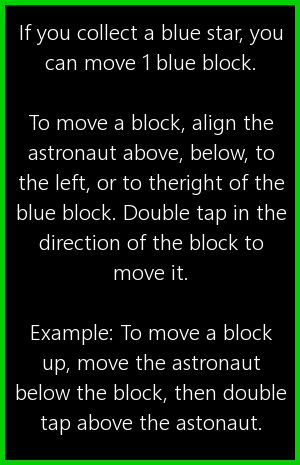 If you collect a blue star, you
can move 1 blue block.
To move a block, align the
astronaut above, below, to
the left, or to theright of the
blue block. Double tap in the
direction of the block to
move it.
Example: To move a block
up, move the astronaut
below the block, then double
tap above the astonaut.